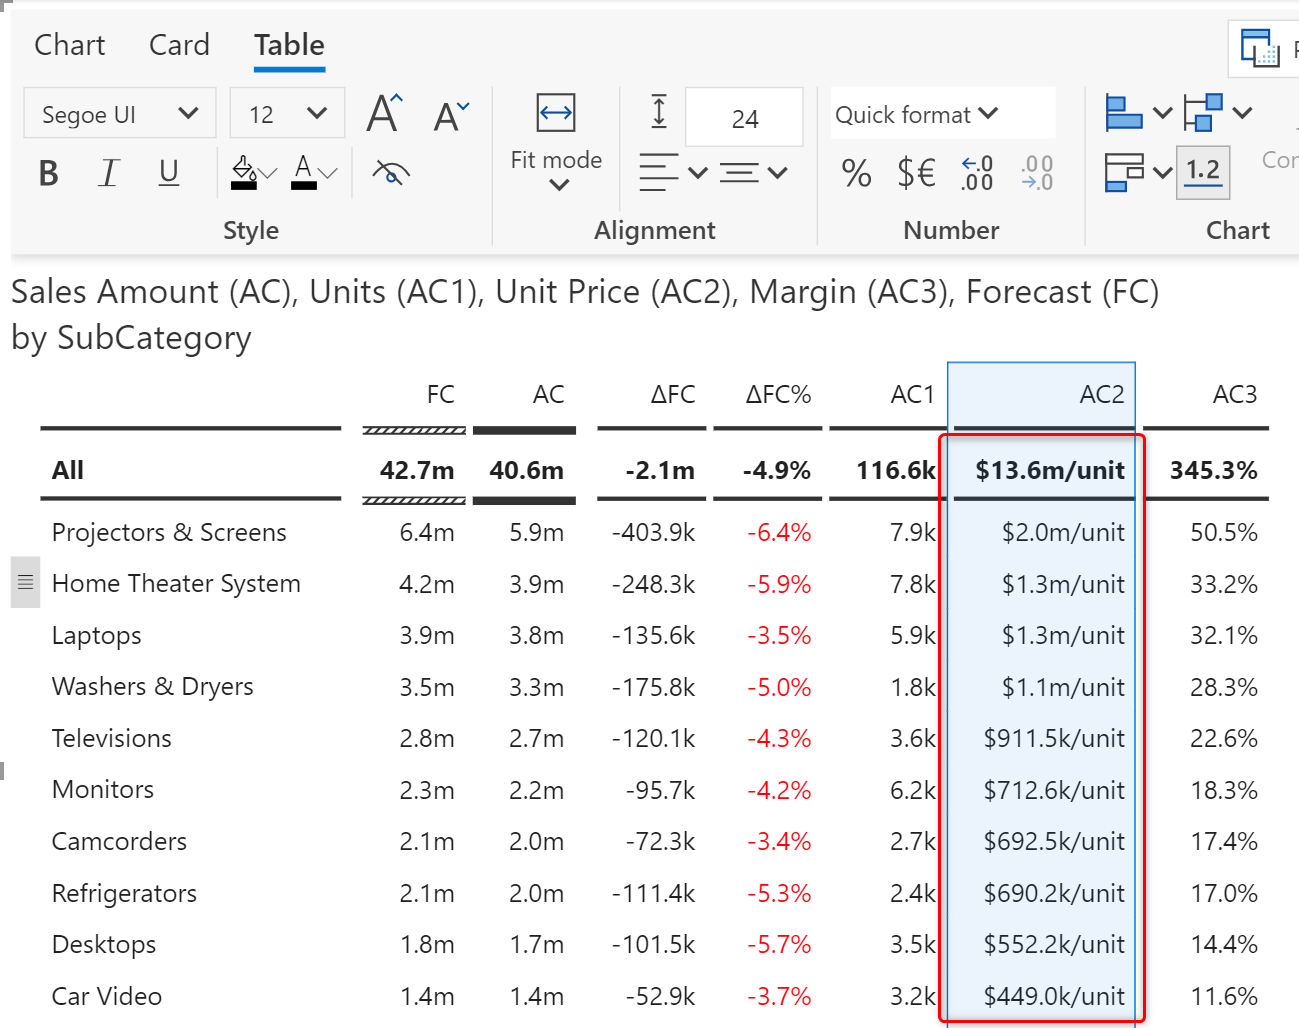 Chart Card Table
Segoe UI 12 A A 24 Quick format
B I U A Fit mode % $€ ←.0 .00 .00 →.0 1.2
Style Alignment Number Chart
Sales Amount (AC), Units (AC1), Unit Price (AC2), Margin (AC3), Forecast (FC)
by SubCategory
FC AC ΔFC ΔFC% AC1 AC2 AC3
All 42.7m 40.6m -2.1m -4.9% 116.6k $13.6m/unit 345.3%
Projectors & Screens 6.4m 5.9m -403.9k -6.4% 7.9k $2.0m/unit 50.5%
Home Theater System 4.2m 3.9m -248.3k -5.9% 7.8k $1.3m/unit 33.2%
Laptops 3.9m 3.8m -135.6k -3.5% 5.9k $1.3m/unit 32.1%
Washers & Dryers 3.5m 3.3m -175.8k -5.0% 1.8k $1.1m/unit 28.3%
Televisions 2.8m 2.7m -120.1k -4.3% 3.6k $911.5k/unit 22.6%
Monitors 2.3m 2.2m -95.7k -4.2% 6.2k $712.6k/unit 18.3%
Camcorders 2.1m 2.0m -72.3k -3.4% 2.7k $692.5k/unit 17.4%
Refrigerators 2.1m 2.0m -111.4k -5.3% 2.4k $690.2k/unit 17.0%
Desktops 1.8m 1.7m -101.5k -5.7% 3.5k $552.2k/unit 14.4%
Car Video 1.4m 1.4m -52.9k -3.7% 3.2k $449.0k/unit 11.6%